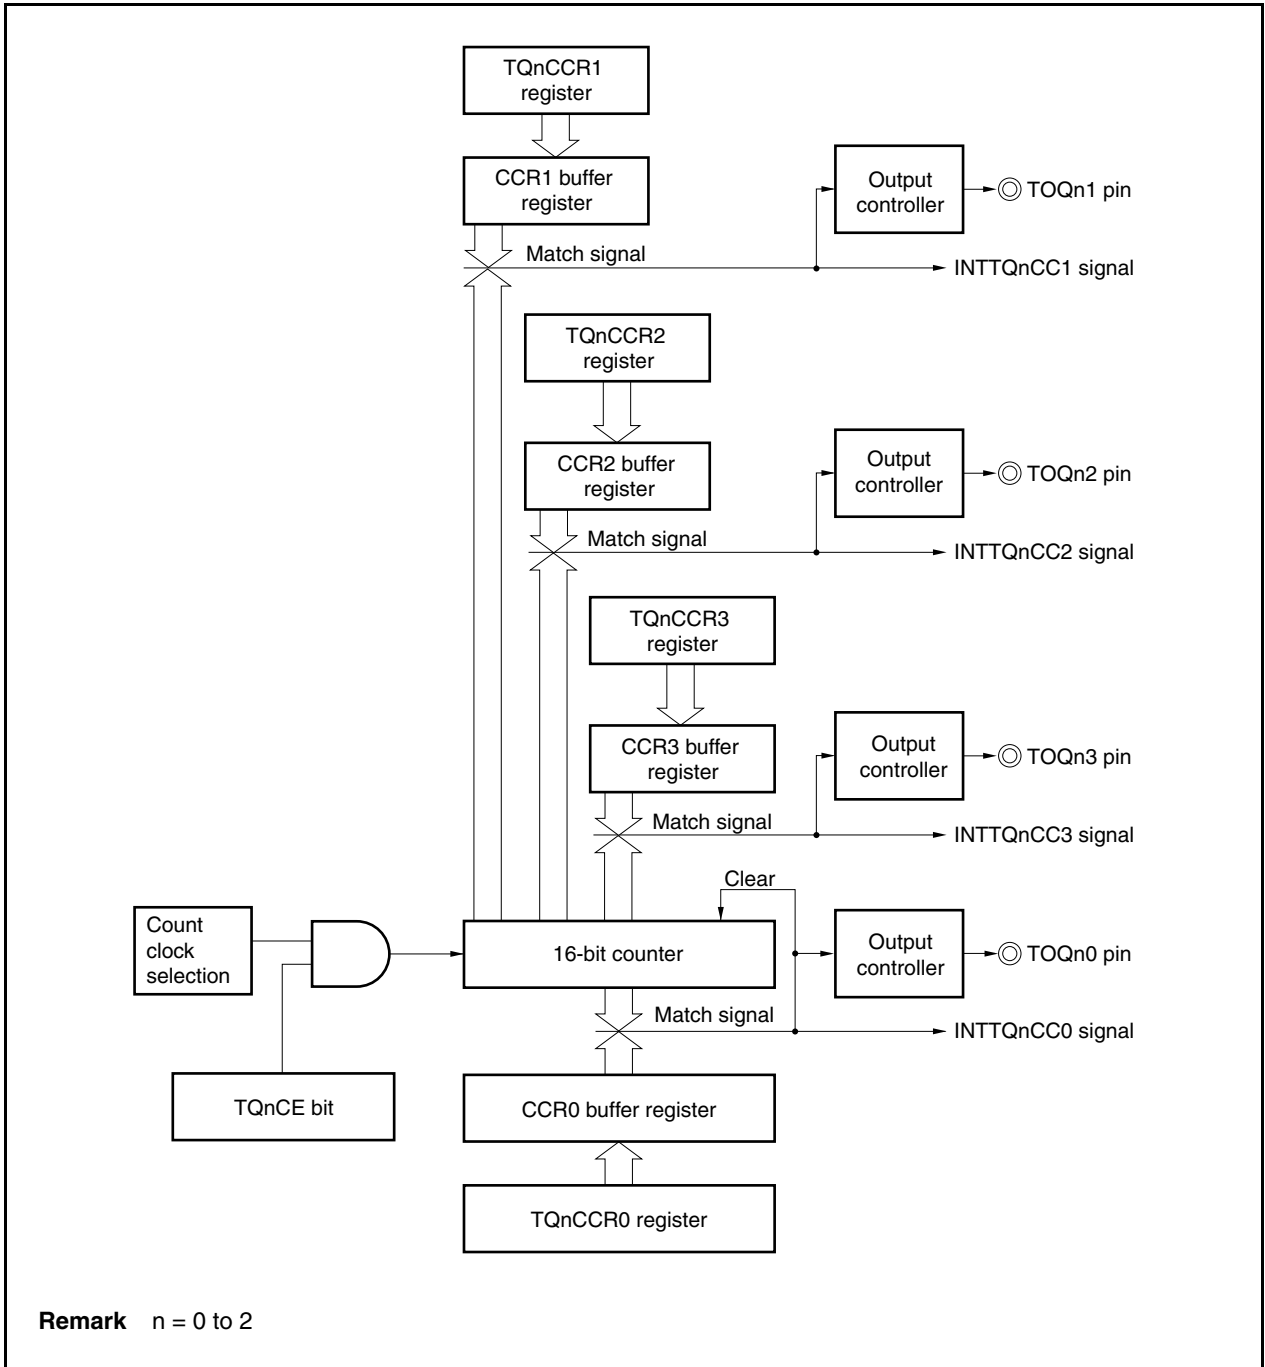 TQnCCR1
register
CCR1 buffer
register
Output
controller
TOQn1 pin
Match signal
INTTQnCC1 signal
TQnCCR2
register
CCR2 buffer
register
Output
controller
TOQn2 pin
Match signal
INTTQnCC2 signal
TQnCCR3
register
CCR3 buffer
register
Output
controller
TOQn3 pin
Match signal
INTTQnCC3 signal
Clear
Count
clock
selection
16-bit counter
Output
controller
TOQn0 pin
Match signal
INTTQnCC0 signal
TQnCE bit
CCR0 buffer register
TQnCCR0 register
Remark n = 0 to 2